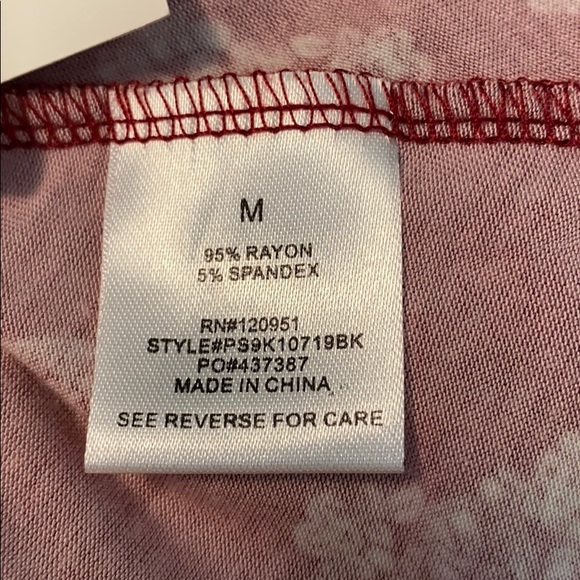 M
95% RAYON
5% SPANDEX
RN#120951
STYLE#PS9K10719BK
PO#437387
MADE IN CHINA
SEE REVERSE FOR CARE